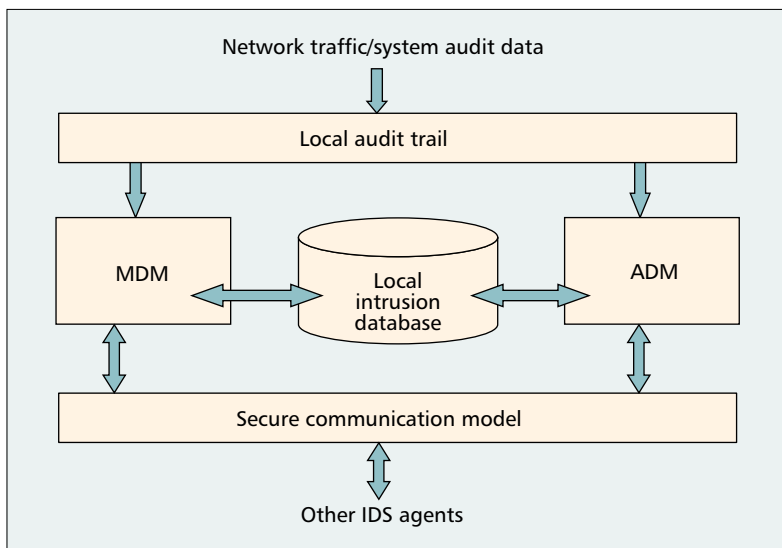 Network traffic/system audit data
Local audit trail
MDM
Local
intrusion
database
ADM
Secure communication model
Other IDS agents